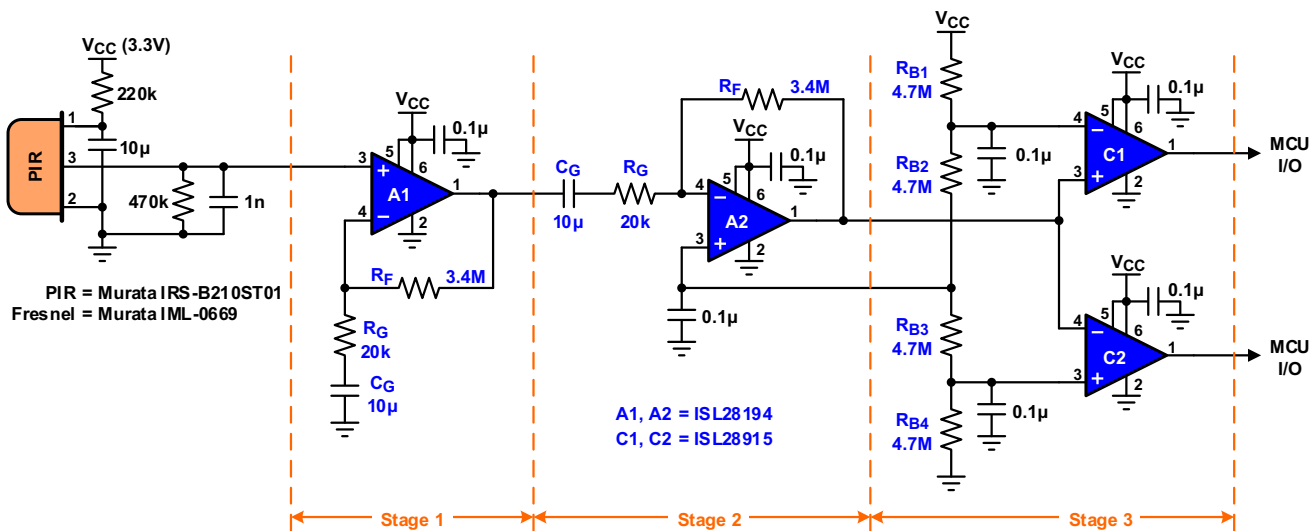 VCC (3.3V)
220k
1
10µ
3
PIR
2
470k
1n
PIR = Murata IRS-B210ST01
Fresnel = Murata IML-0669
VCC
0.1µ
5
6
3
+
A1
1
4
−
2
RF
3.4M
RG
20k
CG
10µ
Stage 1
CG
10µ
RG
20k
RF
3.4M
VCC
0.1µ
5
6
4
−
A2
1
3
+
2
0.1µ
A1, A2 = ISL28194
C1, C2 = ISL28915
Stage 2
VCC
RB1
4.7M
RB2
4.7M
0.1µ
RB3
4.7M
RB4
4.7M
0.1µ
VCC
0.1µ
5
6
4
−
C1
1
3
+
2
MCU
I/O
VCC
0.1µ
5
6
4
−
C2
1
3
+
2
MCU
I/O
Stage 3